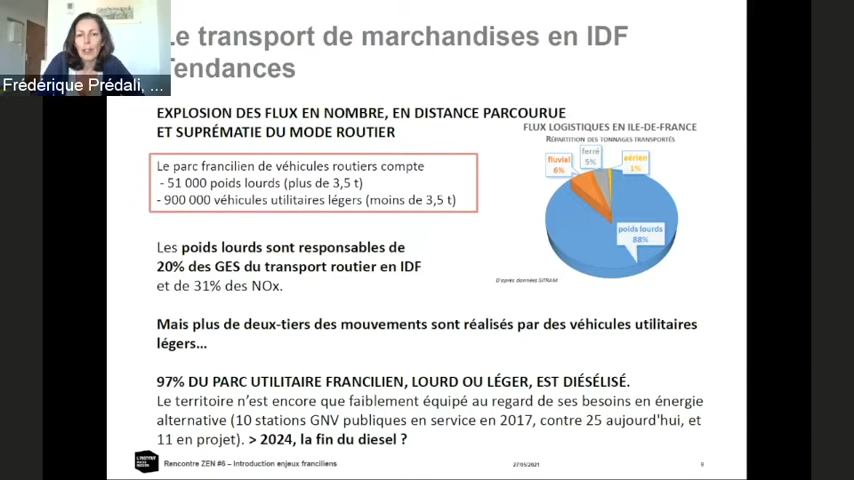 Le transport de marchandises en IDF
Tendances
Frédérique Prédali, ...
EXPLOSION DES FLUX EN NOMBRE, EN DISTANCE PARCOURUE
ET SUPRÉMATIE DU MODE ROUTIER
Le parc francilien de véhicules routiers compte
- 51 000 poids lourds (plus de 3,5 t)
- 900 000 véhicules utilitaires légers (moins de 3,5 t)
FLUX LOGISTIQUES EN ILE-DE-FRANCE
RÉPARTITION DES TONNAGES TRANSPORTÉS
ferré
5%
fluvial
6%
aérien
1%
poids lourds
88%
D'après données SITRAM
Les poids lourds sont responsables de
20% des GES du transport routier en IDF
et de 31% des NOx.
Mais plus de deux-tiers des mouvements sont réalisés par des véhicules utilitaires
légers…
97% DU PARC UTILITAIRE FRANCILIEN, LOURD OU LÉGER, EST DIÉSÉLISÉ.
Le territoire n'est encore que faiblement équipé au regard de ses besoins en énergie
alternative (10 stations GNV publiques en service en 2017, contre 25 aujourd'hui, et
11 en projet). > 2024, la fin du diesel ?
L'INSTITUT
PARIS
REGION
Rencontre ZEN #6 – Introduction enjeux franciliens
27/05/2021